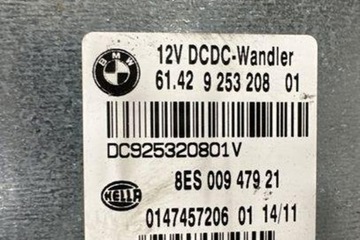 BMW
12V DCDC-Wandler
61.42 9 253 208 01
DC925320801V
8ES 009 479 21
HELLA
0147457206 01 14/11